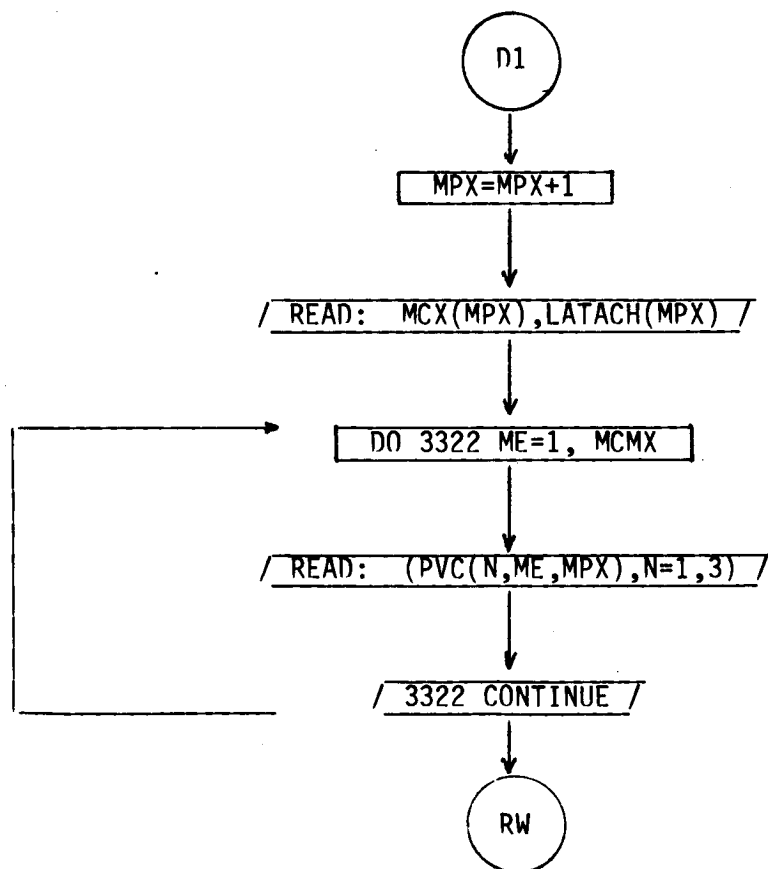 D1
MPX=MPX+1
/ READ: MCX(MPX),LATACH(MPX) /
DO 3322 ME=1, MCMX
/ READ: (PVC(N,ME,MPX),N=1,3) /
/ 3322 CONTINUE /
RW